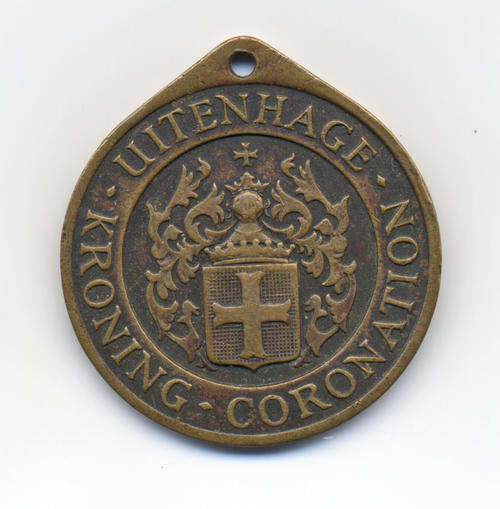 · UITENHAGE · CORONATION · KRONING